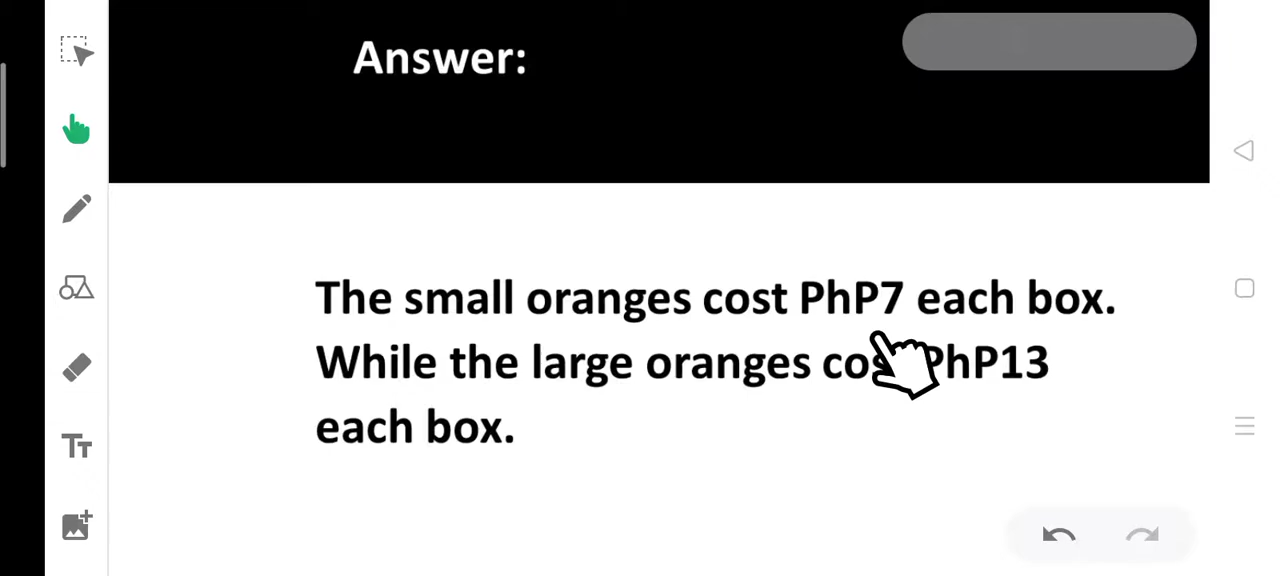 Answer:
The small oranges cost PhP7 each box.
While the large oranges cost PhP13
each box.